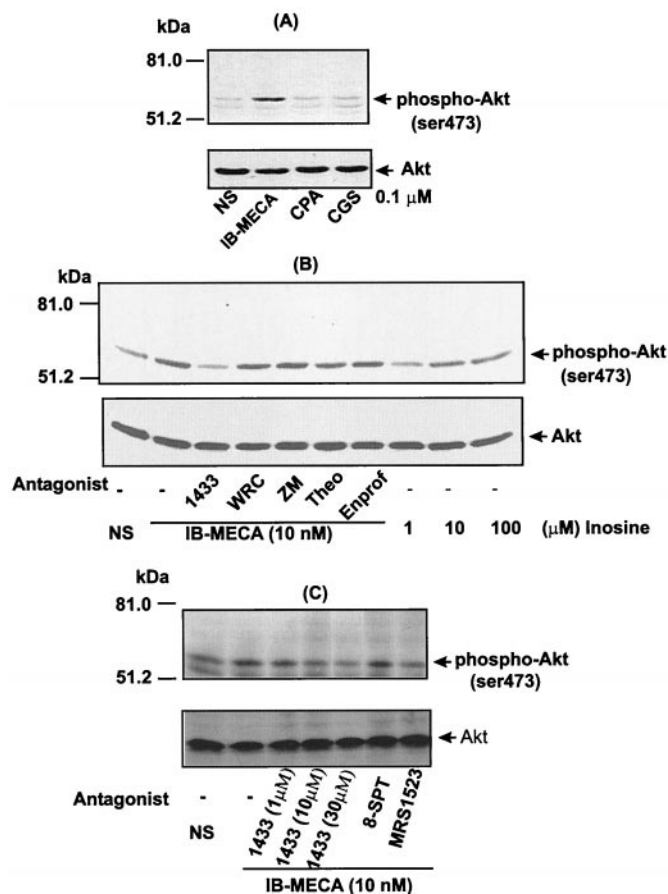 (A)
kDa
81.0
51.2
phospho-Akt
(ser473)
Akt
NS
IB-MECA
CPA
CGS
0.1 μM
(B)
kDa
81.0
51.2
phospho-Akt
(ser473)
Akt
Antagonist - - 1433 WRC ZM Theo Enprof - - -
NS IB-MECA (10 nM) 1 10 100 (μM) Inosine
(C)
kDa
81.0
51.2
phospho-Akt
(ser473)
Akt
Antagonist - - 1433 (1μM) 1433 (10μM) 1433 (30μM) 8-SPT MRS1523
NS
IB-MECA (10 nM)